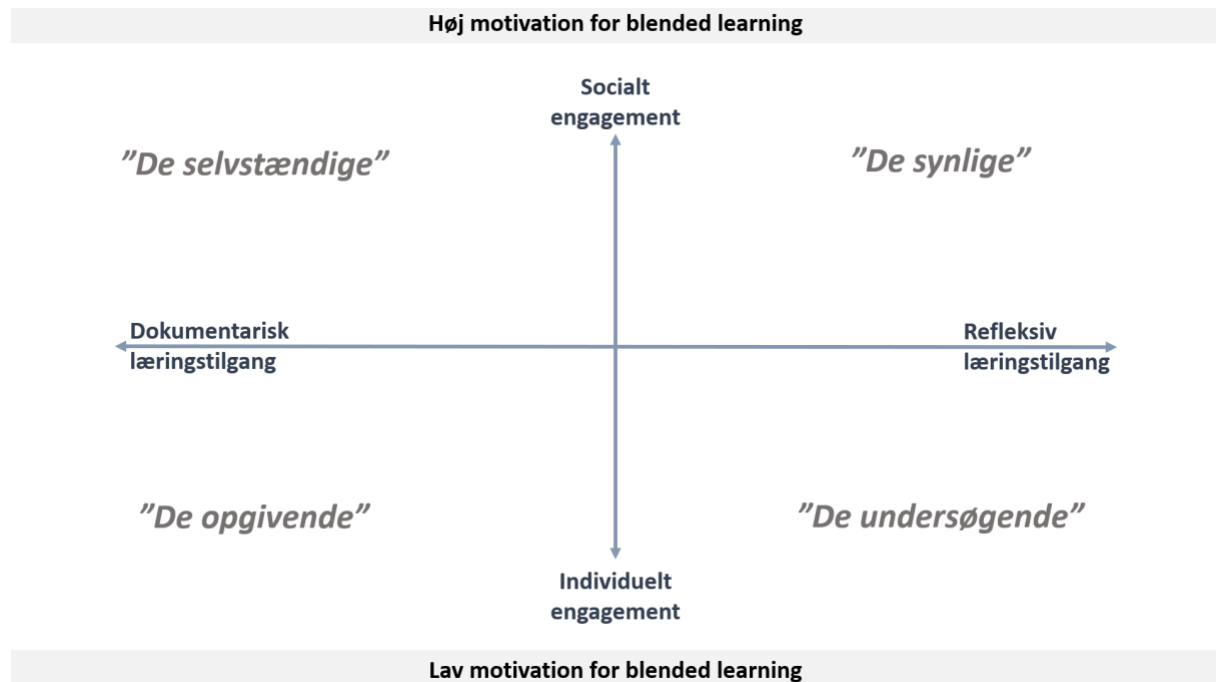 Høj motivation for blended learning
Socialt
engagement
”De selvstændige”
”De synlige”
Dokumentarisk
læringstilgang
Refleksiv
læringstilgang
”De opgivende”
”De undersøgende”
Individuelt
engagement
Lav motivation for blended learning